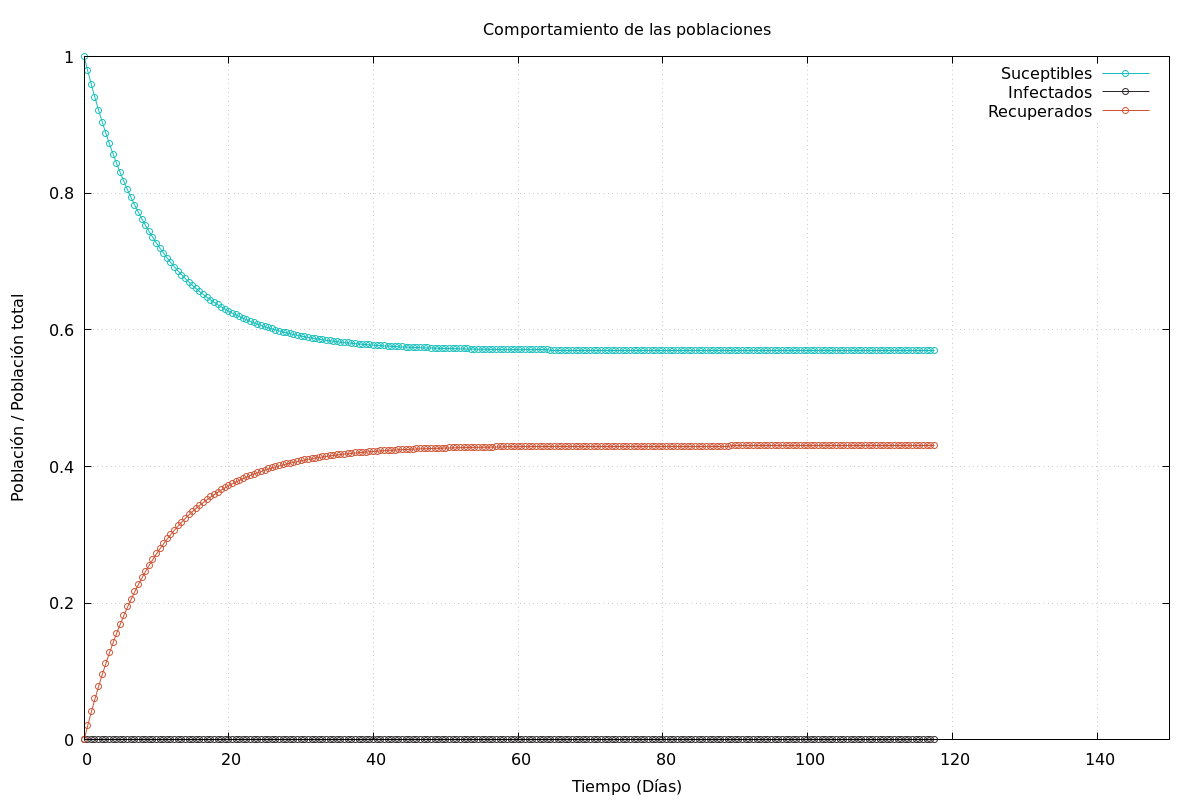 Comportamiento de las poblaciones
Suceptibles
Infectados
Recuperados
1
0.8
0.6
0.4
0.2
0
Población / Población total
0 20 40 60 80 100 120 140
Tiempo (Días)